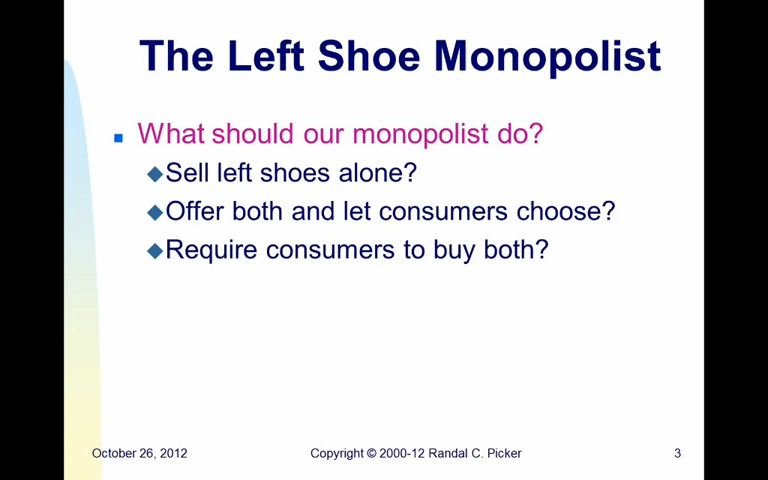 The Left Shoe Monopolist
What should our monopolist do?
Sell left shoes alone?
Offer both and let consumers choose?
Require consumers to buy both?
October 26, 2012
Copyright © 2000-12 Randal C. Picker
3